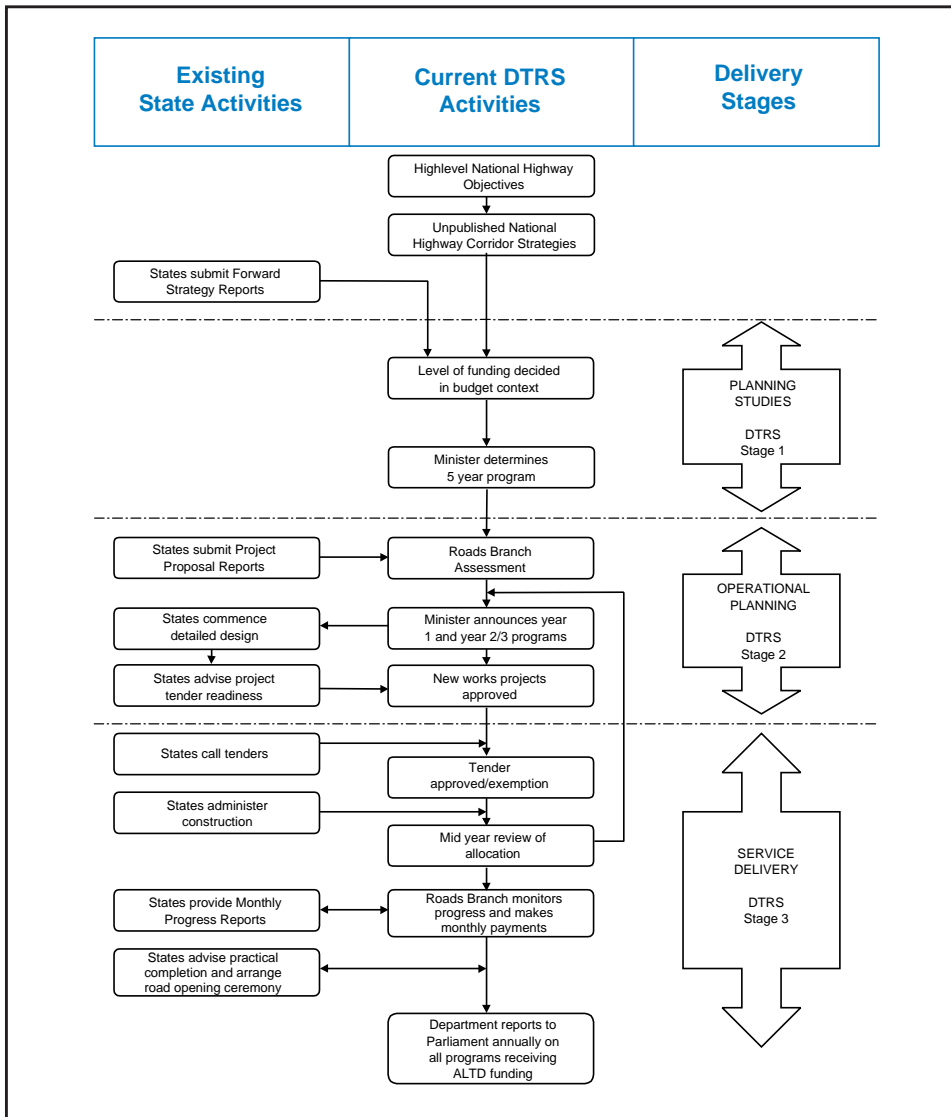 Existing
State Activities
Current DTRS
Activities
Delivery
Stages
Highlevel National Highway
Objectives
Unpublished National
Highway Corridor Strategies
States submit Forward
Strategy Reports
Level of funding decided
in budget context
PLANNING
STUDIES
DTRS
Stage 1
Minister determines
5 year program
States submit Project
Proposal Reports
Roads Branch
Assessment
OPERATIONAL
PLANNING
DTRS
Stage 2
States commence
detailed design
Minister announces year
1 and year 2/3 programs
States advise project
tender readiness
New works projects
approved
States call tenders
Tender
approved/exemption
States administer
construction
Mid year review of
allocation
SERVICE
DELIVERY
DTRS
Stage 3
States provide Monthly
Progress Reports
Roads Branch monitors
progress and makes
monthly payments
States advise practical
completion and arrange
road opening ceremony
Department reports to
Parliament annually on
all programs receiving
ALTD funding